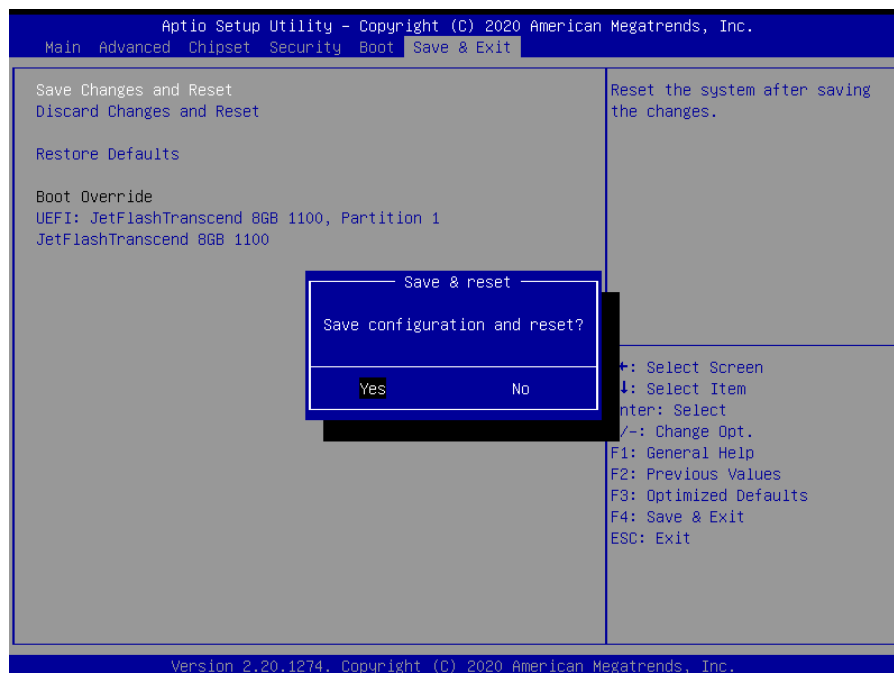 Aptio Setup Utility – Copyright (C) 2020 American Megatrends, Inc.
Main Advanced Chipset Security Boot Save & Exit
Save Changes and Reset
Discard Changes and Reset
Restore Defaults
Boot Override
UEFI: JetFlashTranscend 8GB 1100, Partition 1
JetFlashTranscend 8GB 1100
Reset the system after saving
the changes.
Save & reset
Save configuration and reset?
Yes No
: Select Screen
: Select Item
nter: Select
/-: Change Opt.
F1: General Help
F2: Previous Values
F3: Optimized Defaults
F4: Save & Exit
ESC: Exit
Version 2.20.1274. Copyright (C) 2020 American Megatrends, Inc.